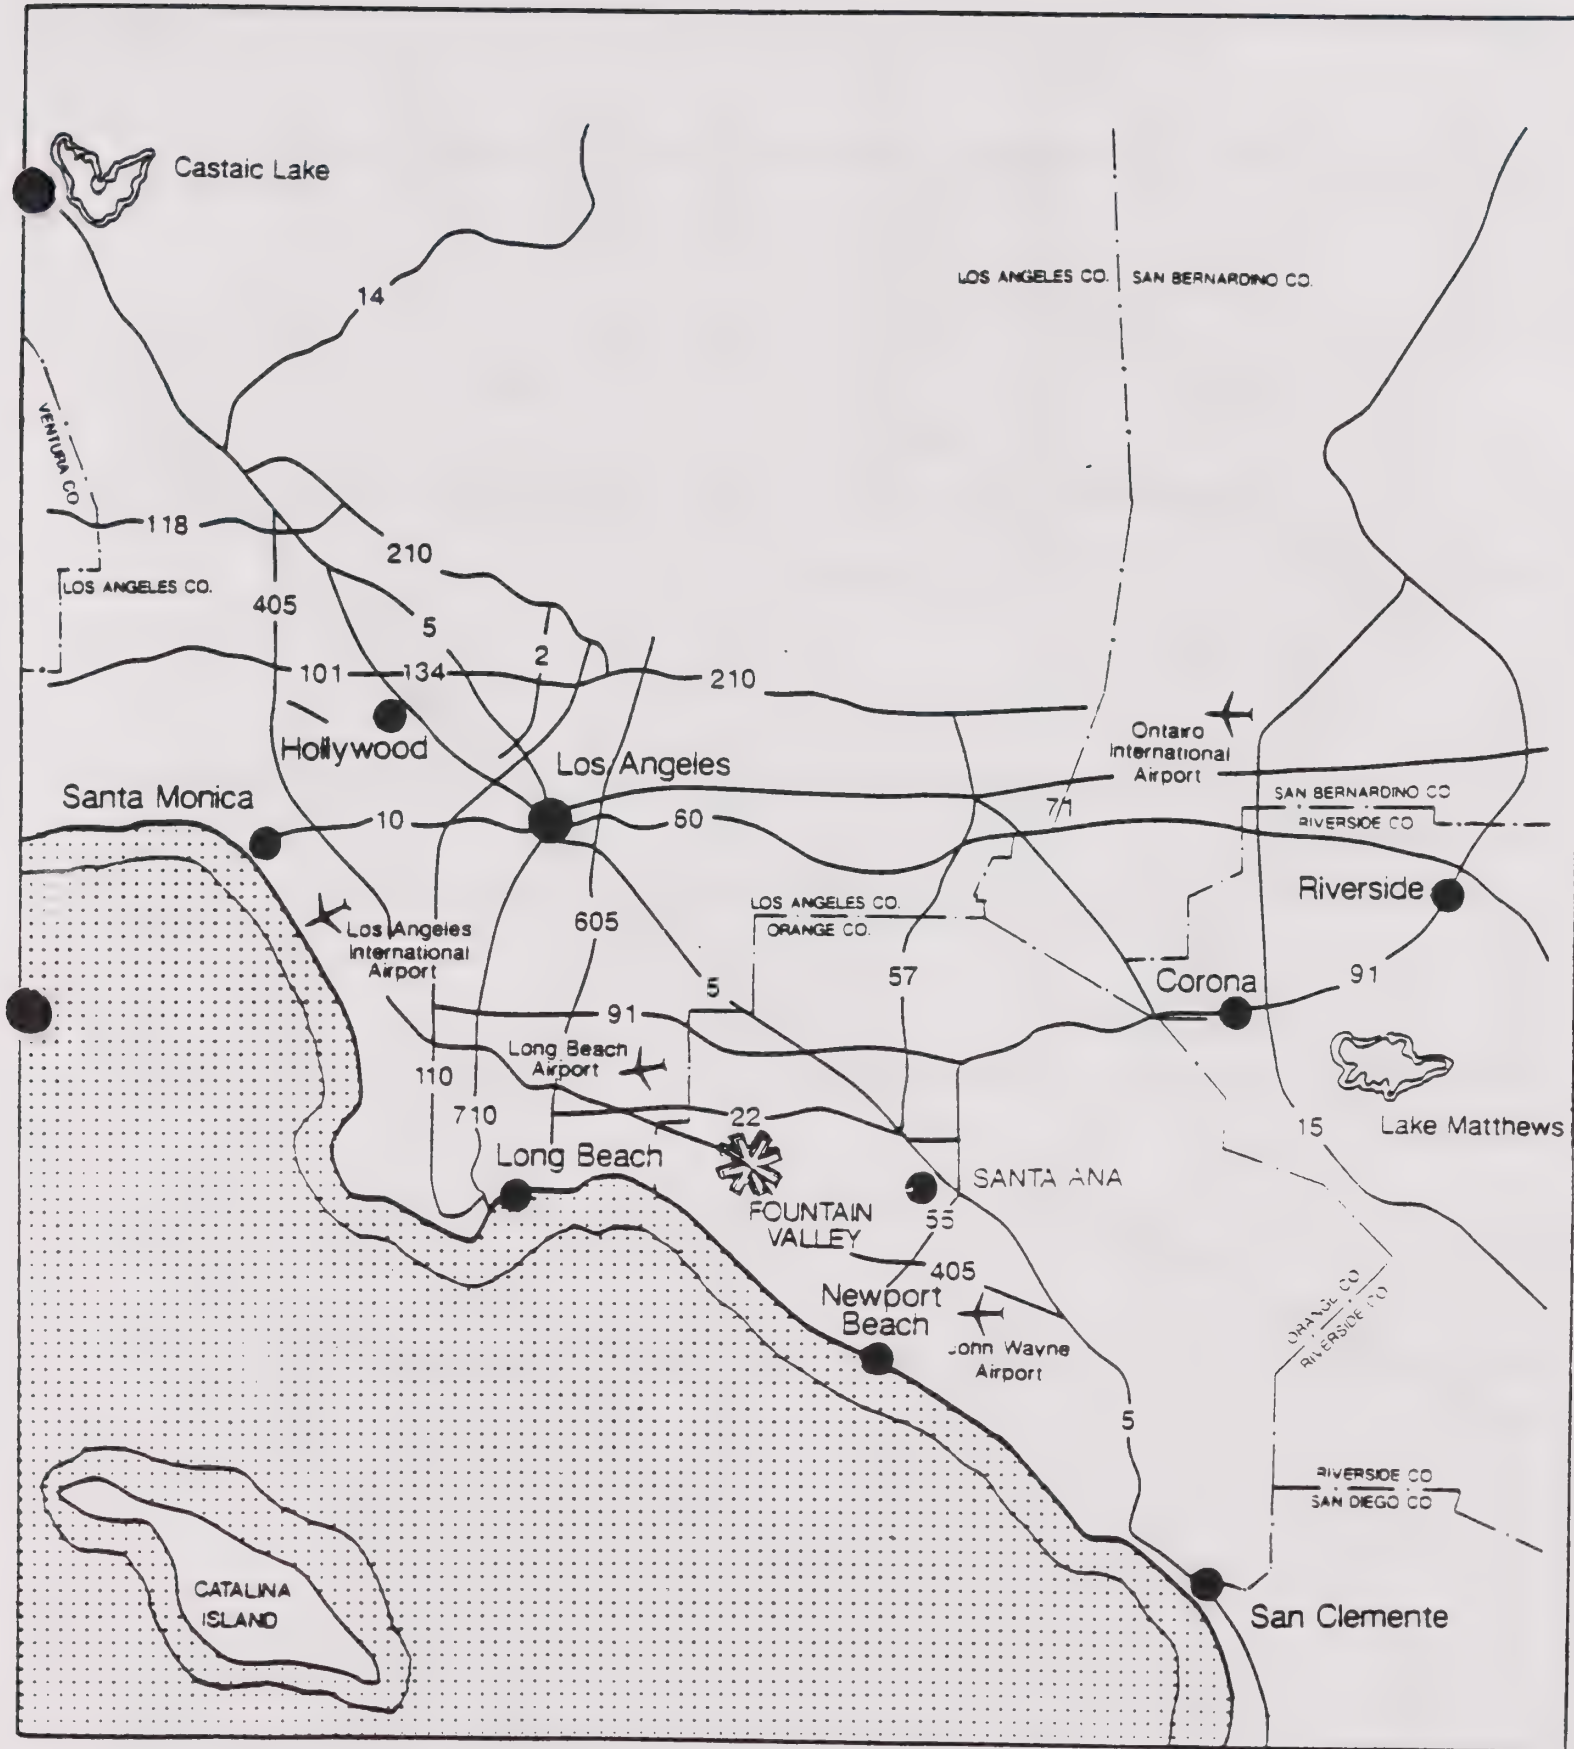 Castaic Lake
14
LOS ANGELES CO.
SAN BERNARDINO CO.
VENTURA CO
118
210
LOS ANGELES CO.
405
5
2
101
134
210
Hollywood
Los Angeles
Ontairo
International
Airport
Santa Monica
10
60
71
SAN BERNARDINO CO
RIVERSIDE CO
Riverside
LOS ANGELES CO.
ORANGE CO.
605
Los Angeles
International
Airport
57
5
Corona
91
91
Long Beach
Airport
110
710
22
15
Lake Matthews
Long Beach
SANTA ANA
FOUNTAIN
VALLEY
55
405
Newport
Beach
John Wayne
Airport
ORANGE CO
RIVERSIDE CO
5
RIVERSIDE CO
SAN DIEGO CO
CATALINA
ISLAND
San Clemente